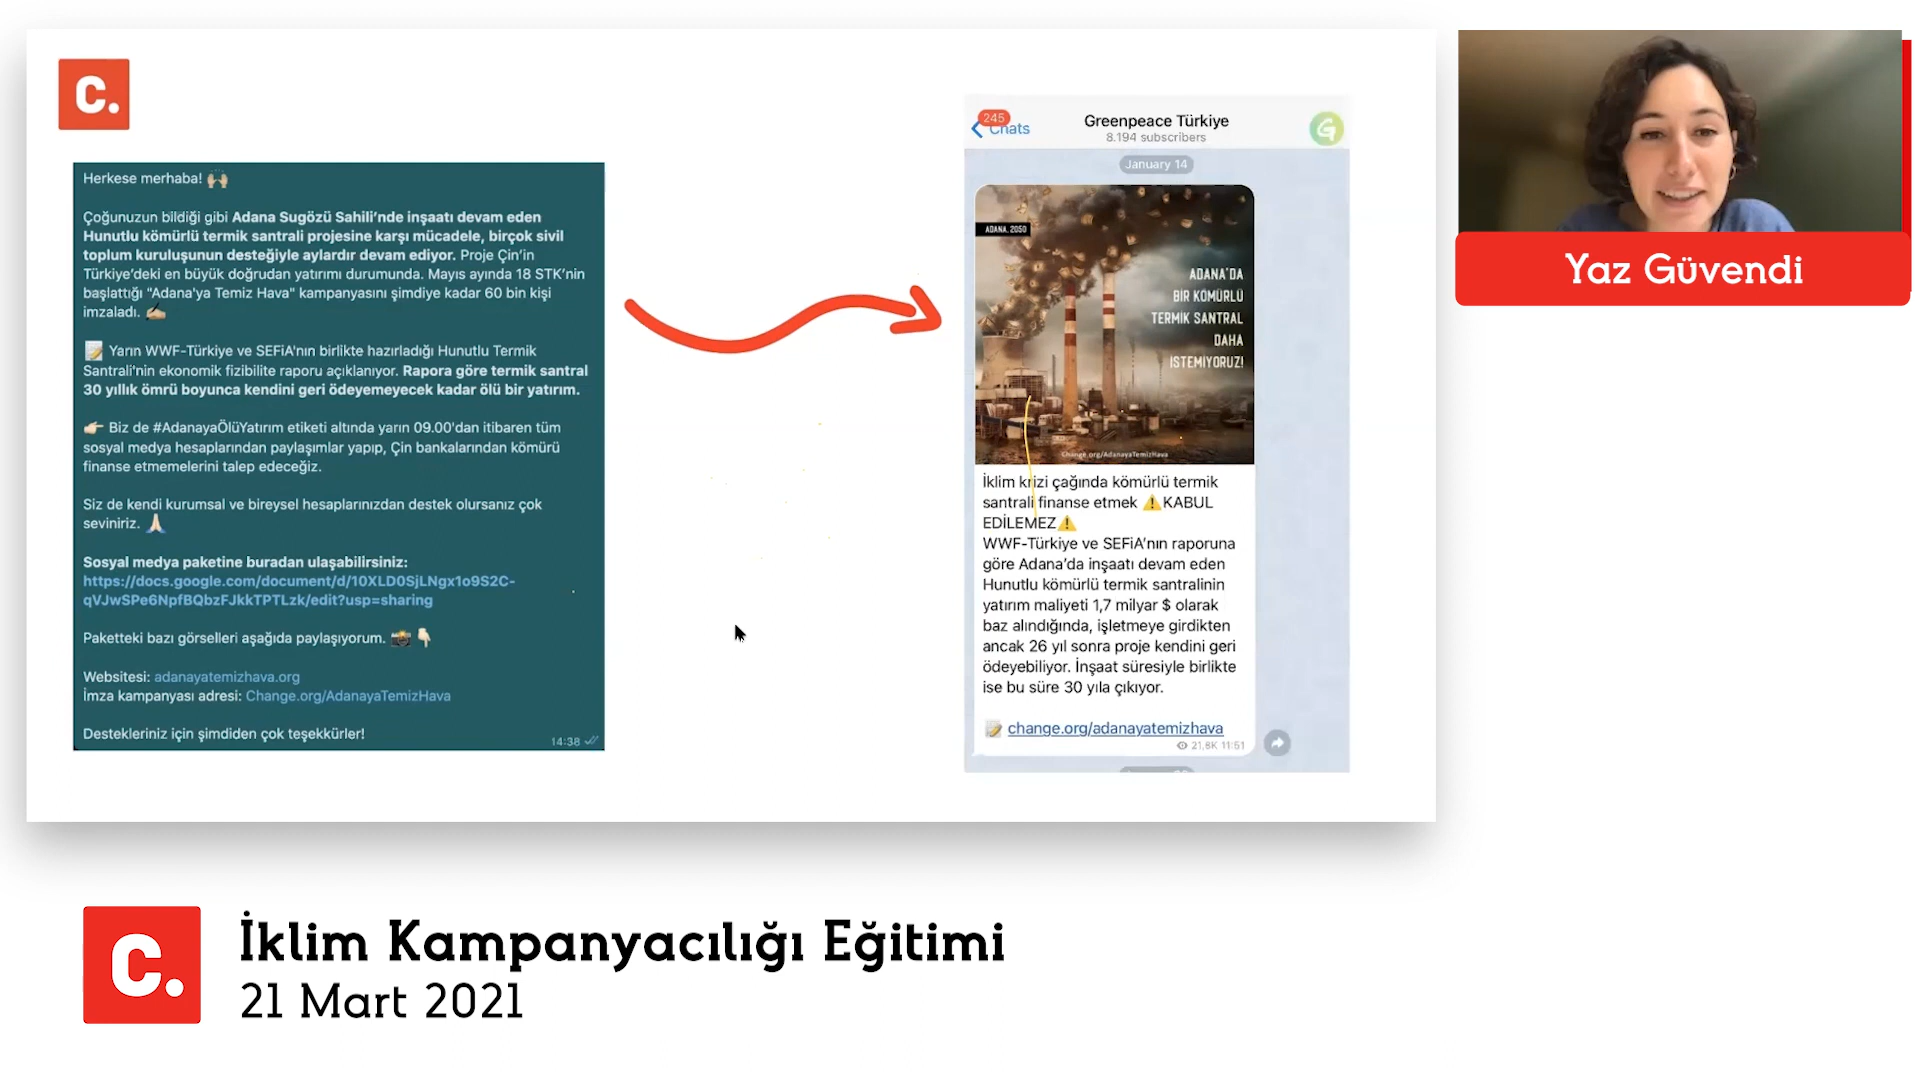 C.
Herkese merhaba!
Çoğunuzun bildiği gibi Adana Sugözü Sahili'nde inşaatı devam eden
Hunutlu kömürlü termik santrali projesine karşı mücadele, birçok sivil
toplum kuruluşunun desteğiyle aylardır devam ediyor. Proje Çin'in
Türkiye'deki en büyük doğrudan yatırımı durumunda. Mayıs ayında 18 STK'nin
başlattığı "Adana'ya Temiz Hava" kampanyasını şimdiye kadar 60 bin kişi
imzaladı.
Yarın WWF-Türkiye ve SEFiA'nın birlikte hazırladığı Hunutlu Termik
Santrali'nin ekonomik fizibilite raporu açıklanıyor. Rapora göre termik santral
30 yıllık ömrü boyunca kendini geri ödeyemeyecek kadar ölü bir yatırım.
Biz de #AdanayaÖlüYatırım etiketi altında yarın 09.00'dan itibaren tüm
sosyal medya hesaplarından paylaşımlar yapıp, Çin bankalarından kömürü
finanse etmemelerini talep edeceğiz.
Siz de kendi kurumsal ve bireysel hesaplarınızdan destek olursanız çok
seviniriz.
Sosyal medya paketine buradan ulaşabilirsiniz:
https://docs.google.com/document/d/10XLD0SjLNgx1o9S2C-
qVJwSPe6NpfBQbzFJkkTPTLzk/edit?usp=sharing
Paketteki bazı görselleri aşağıda paylaşıyorum.
Websitesi: adanayatemizhava.org
İmza kampanyası adresi: Change.org/AdanayaTemizHava
Destekleriniz için şimdiden çok teşekkürler!
14:38
245
Chats
Greenpeace Türkiye
8.194 subscribers
January 14
ADANA, 2050
ADANA'DA
BİR KÖMÜRLÜ
TERMİK SANTRAL
DAHA
İSTEMİYORUZ!
Change.org/AdanayaTemizHava
İklim krizi çağında kömürlü termik
santrali finanse etmek ⚠️KABUL
EDİLEMEZ⚠️
WWF-Türkiye ve SEFiA'nın raporuna
göre Adana'da inşaatı devam eden
Hunutlu kömürlü termik santralinin
yatırım maliyeti 1,7 milyar $ olarak
baz alındığında, işletmeye girdikten
ancak 26 yıl sonra proje kendini geri
ödeyebiliyor. İnşaat süresiyle birlikte
ise bu süre 30 yıla çıkıyor.
change.org/adanayatemizhava
21,8K 11:51
Yaz Güvendi
C.
İklim Kampanyacılığı Eğitimi
21 Mart 2021